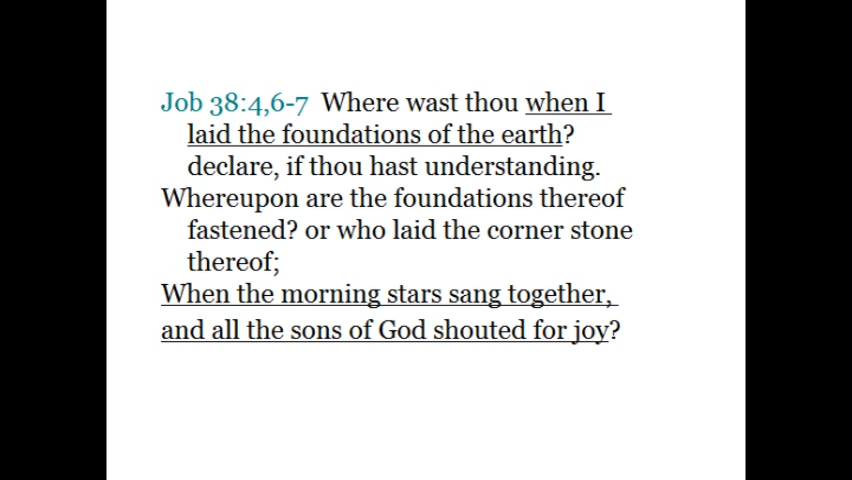 Job 38:4,6-7 Where wast thou when I
laid the foundations of the earth?
declare, if thou hast understanding.
Whereupon are the foundations thereof
fastened? or who laid the corner stone
thereof;
When the morning stars sang together,
and all the sons of God shouted for joy?